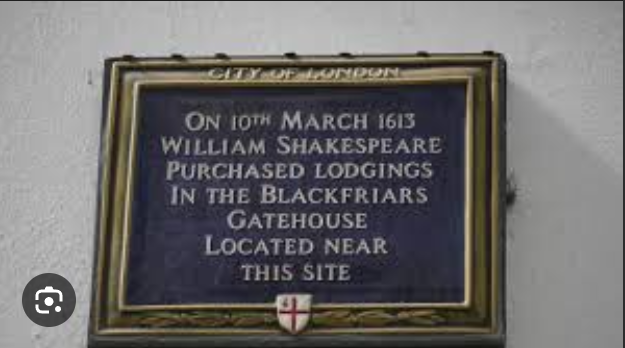 CITY OF LONDON
ON 10TH MARCH 1613
WILLIAM SHAKESPEARE
PURCHASED LODGINGS
IN THE BLACKFRIARS
GATEHOUSE
LOCATED NEAR
THIS SITE